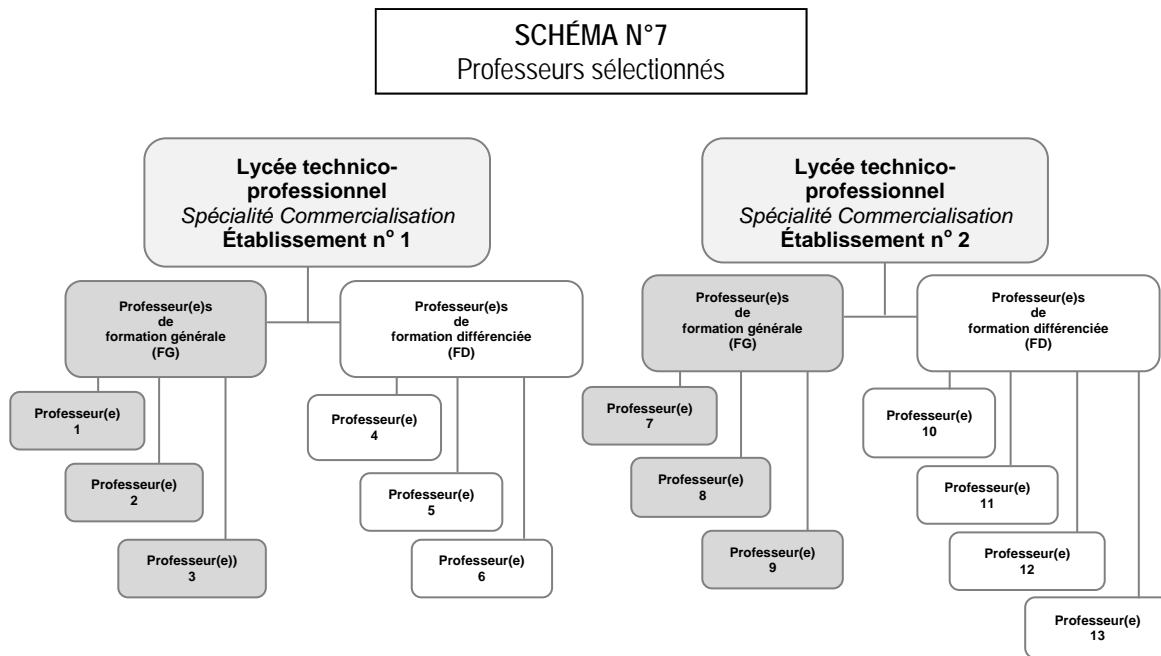 SCHÉMA N°7
Professeurs sélectionnés
Lycée technico-
professionnel
Spécialité Commercialisation
Établissement nº 1
Professeur(e)s
de
formation générale
(FG)
Professeur(e)s
de
formation différenciée
(FD)
Professeur(e)
1
Professeur(e)
2
Professeur(e))
3
Professeur(e)
4
Professeur(e)
5
Professeur(e)
6
Lycée technico-
professionnel
Spécialité Commercialisation
Établissement nº 2
Professeur(e)s
de
formation générale
(FG)
Professeur(e)s
de
formation différenciée
(FD)
Professeur(e)
7
Professeur(e)
8
Professeur(e)
9
Professeur(e)
10
Professeur(e)
11
Professeur(e)
12
Professeur(e)
13